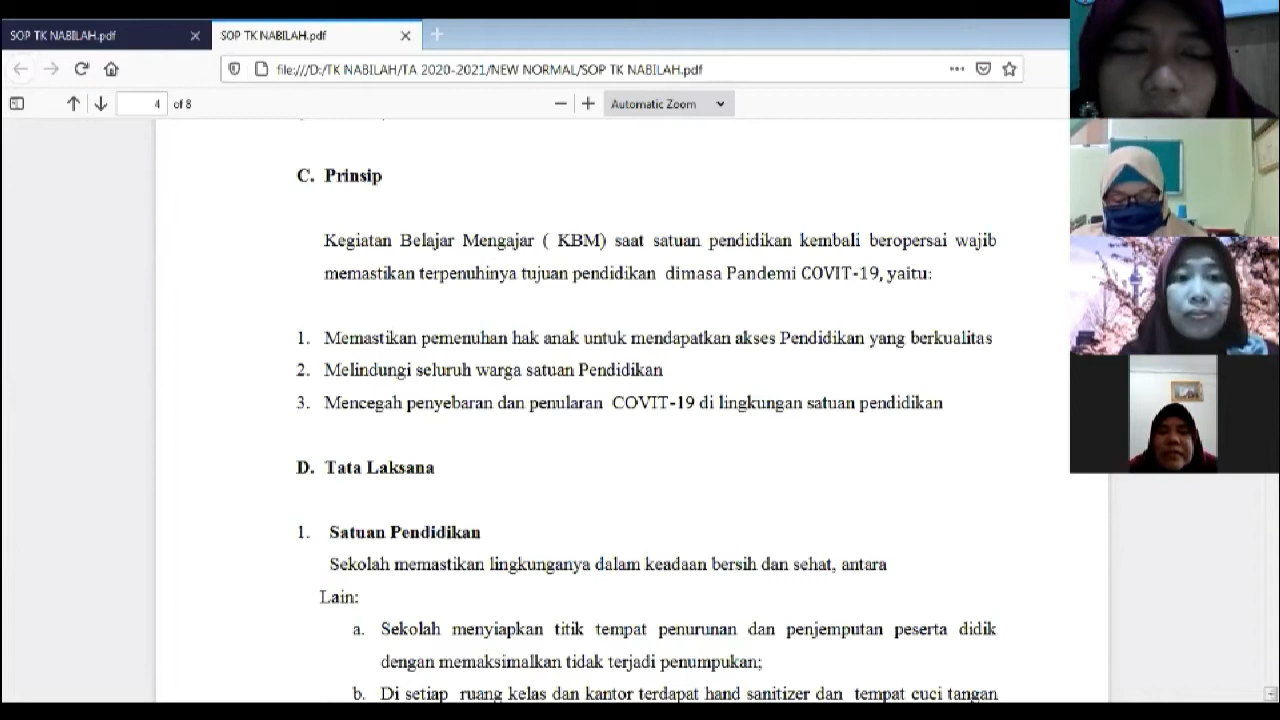 SOP TK NABILAH.pdf
SOP TK NABILAH.pdf
file:///D:/TK NABILAH/TA 2020-2021/NEW NORMAL/SOP TK NABILAH.pdf
4 of 8
Automatic Zoom
C. Prinsip
Kegiatan Belajar Mengajar ( KBM) saat satuan pendidikan kembali beropersai wajib
memastikan terpenuhinya tujuan pendidikan dimasa Pandemi COVIT-19, yaitu:
1. Memastikan pemenuhan hak anak untuk mendapatkan akses Pendidikan yang berkualitas
2. Melindungi seluruh warga satuan Pendidikan
3. Mencegah penyebaran dan penularan COVIT-19 di lingkungan satuan pendidikan
D. Tata Laksana
1. Satuan Pendidikan
Sekolah memastikan lingkunganya dalam keadaan bersih dan sehat, antara
Lain:
a. Sekolah menyiapkan titik tempat penurunan dan penjemputan peserta didik
dengan memaksimalkan tidak terjadi penumpukan;
b. Di setiap ruang kelas dan kantor terdapat hand sanitizer dan tempat cuci tangan